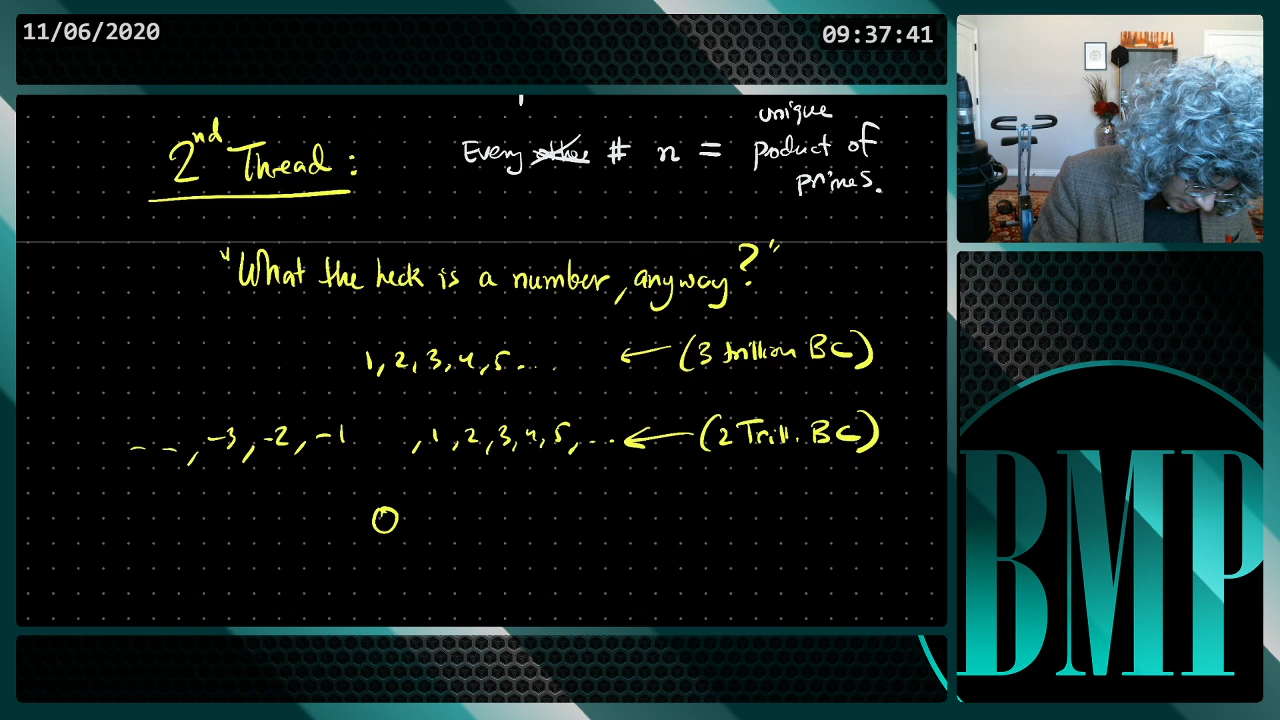 11/06/2020
09:37:41
2nd Thread:
Every # n = unique product of primes.
"What the heck is a number, anyway?"
1, 2, 3, 4, 5...
← (3 trillion BC)
-- , -3, -2, -1 , 1, 2, 3, 4, 5, ... ← (2 Trill. BC)
0
BMP